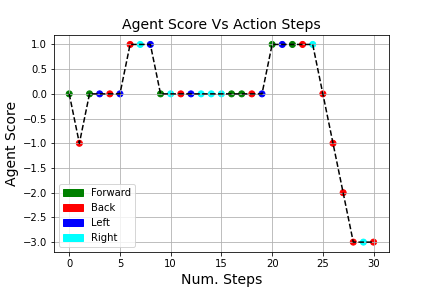 Agent Score Vs Action Steps
Agent Score
1.0
0.5
0.0
−0.5
−1.0
−1.5
−2.0
−2.5
−3.0
Forward
Back
Left
Right
0 5 10 15 20 25 30
Num. Steps